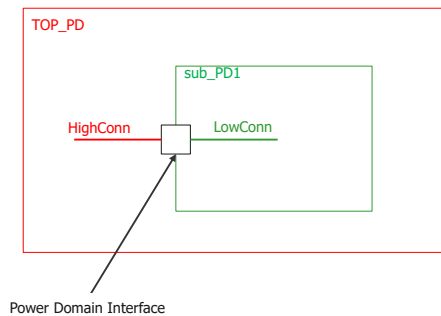 TOP_PD
sub_PD1
HighConn
LowConn
Power Domain Interface